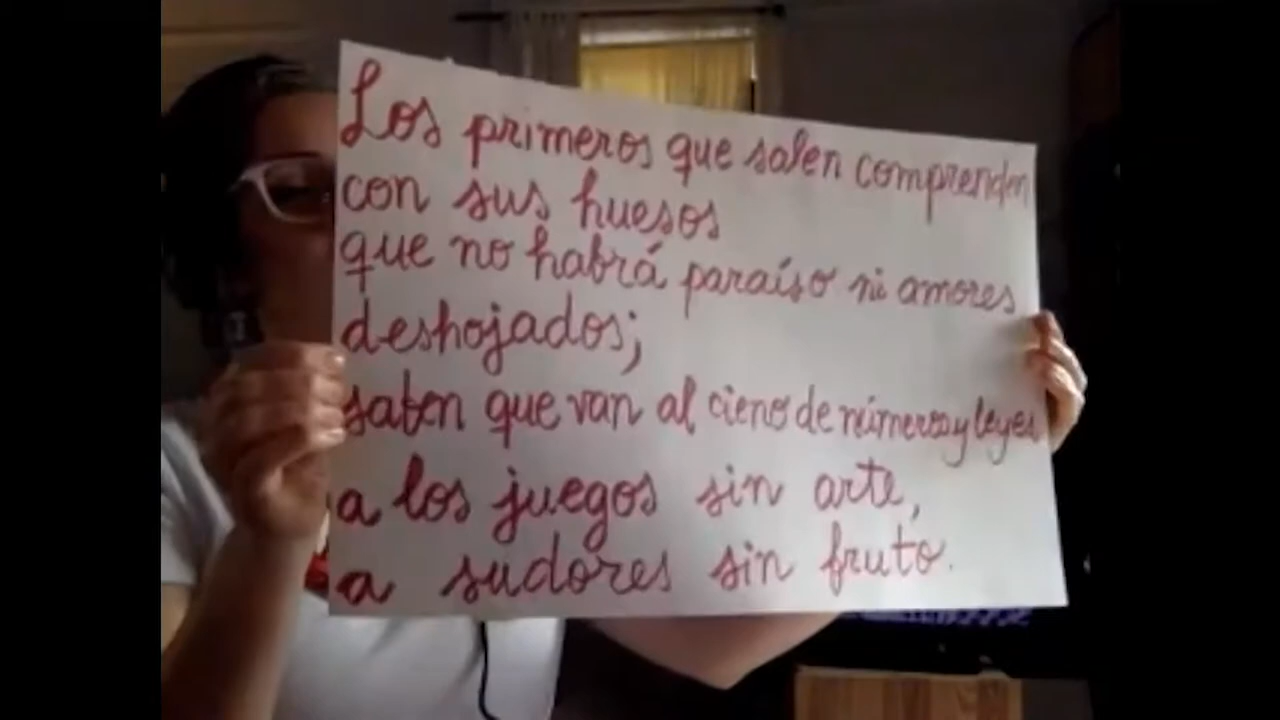 Los primeros que salen comprenden
con sus huesos
que no habrá paraíso ni amores
deshojados;
saben que van al cieno de números y leyes
a los juegos sin arte,
a sudores sin fruto.